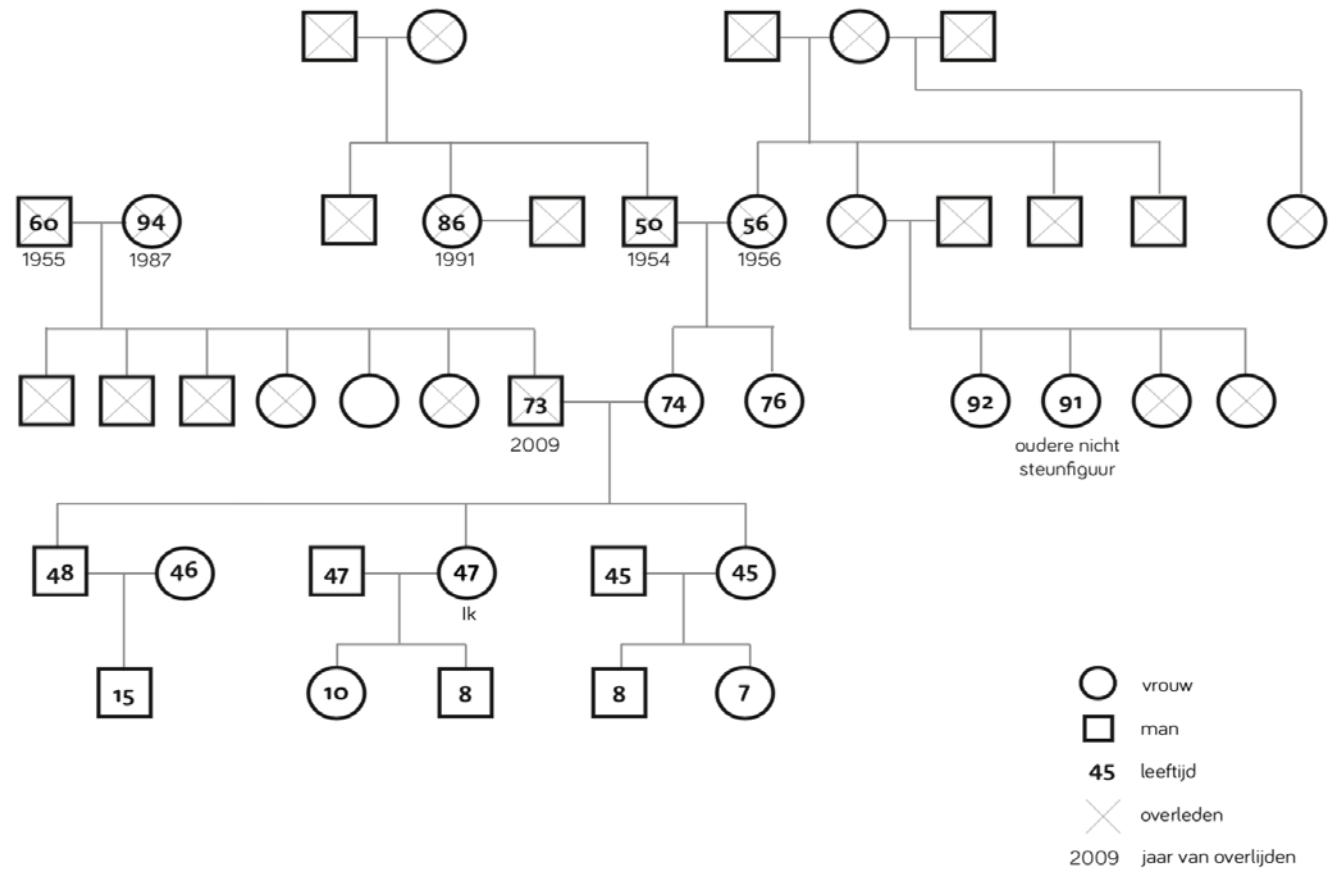 60 94 86 50 56
1955 1987 1991 1954 1956
73 74 76 92 91
2009 oudere nicht
steunfiguur
48 46 47 47 45 45
Ik
15 10 8 8 7
vrouw
man
45 leeftijd
overleden
2009 jaar van overlijden